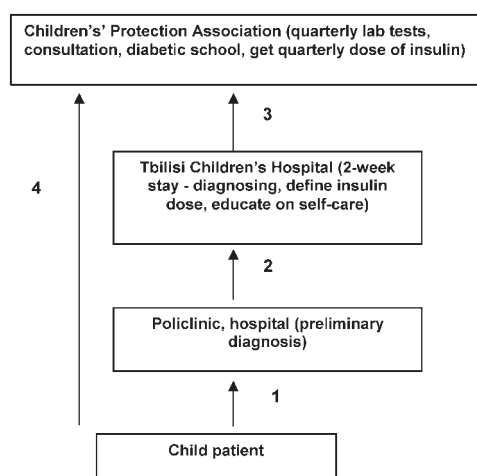 Children's' Protection Association (quarterly lab tests,
consultation, diabetic school, get quarterly dose of insulin)
3
Tbilisi Children's Hospital (2-week
stay - diagnosing, define insulin
dose, educate on self-care)
4
2
Policlinic, hospital (preliminary
diagnosis)
1
Child patient